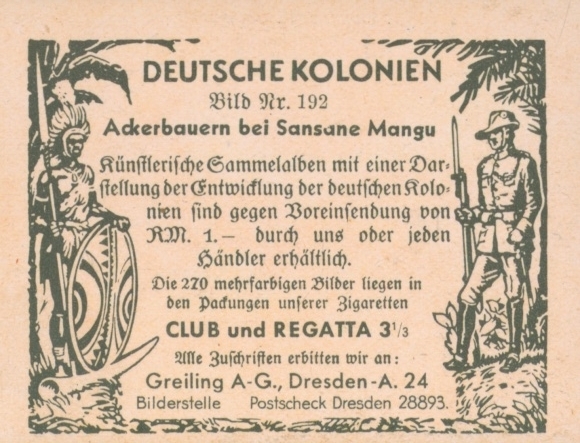 DEUTSCHE KOLONIEN
Bild Nr. 192
Ackerbauern bei Sansane Mangu
Künstlerische Sammelalben mit einer Dar-
stellung der Entwicklung der deutschen Kolo-
nien sind gegen Voreinsendung von
RM. 1.– durch uns oder jeden
Händler erhältlich.
Die 270 mehrfarbigen Bilder liegen in
den Packungen unserer Zigaretten
CLUB und REGATTA 3 1/3
Alle Zuschriften erbitten wir an:
Greiling A-G., Dresden-A. 24
Bilderstelle Postscheck Dresden 28893.